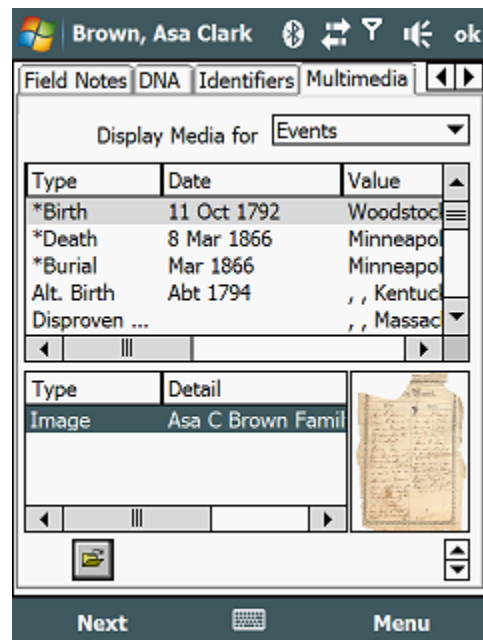 Brown, Asa Clark ok
Field Notes DNA Identifiers Multimedia
Display Media for Events
Type Date Value
*Birth 11 Oct 1792 Woodstoc
*Death 8 Mar 1866 Minneapol
*Burial Mar 1866 Minneapol
Alt. Birth Abt 1794 , , Kentuc
Disproven ... , , Massac
Type Detail
Image Asa C Brown Famil
Next Menu